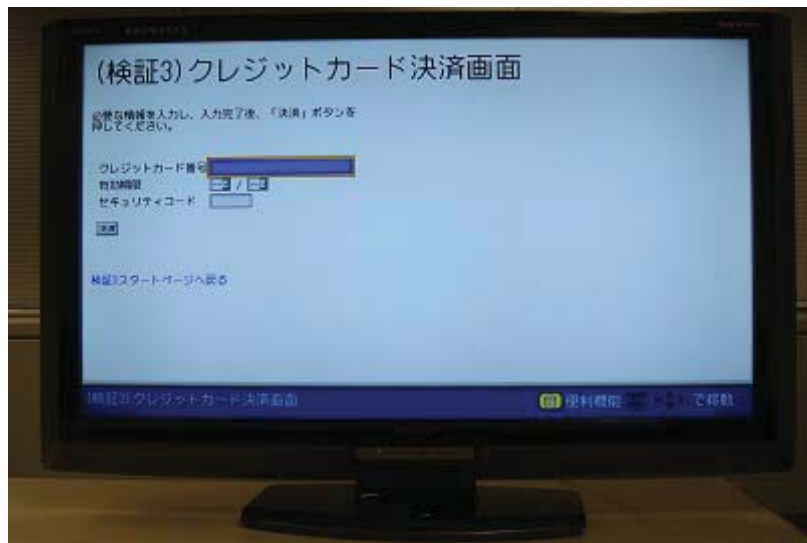 (検証3)クレジットカード決済画面
必要な情報を入力し、入力完了後、「決済」ボタンを
押してください。
クレジットカード番号
有効期限 /
セキュリティコード
決済
検証3スタートページへ戻る
(検証3)クレジットカード決済画面
便利機能 で移動